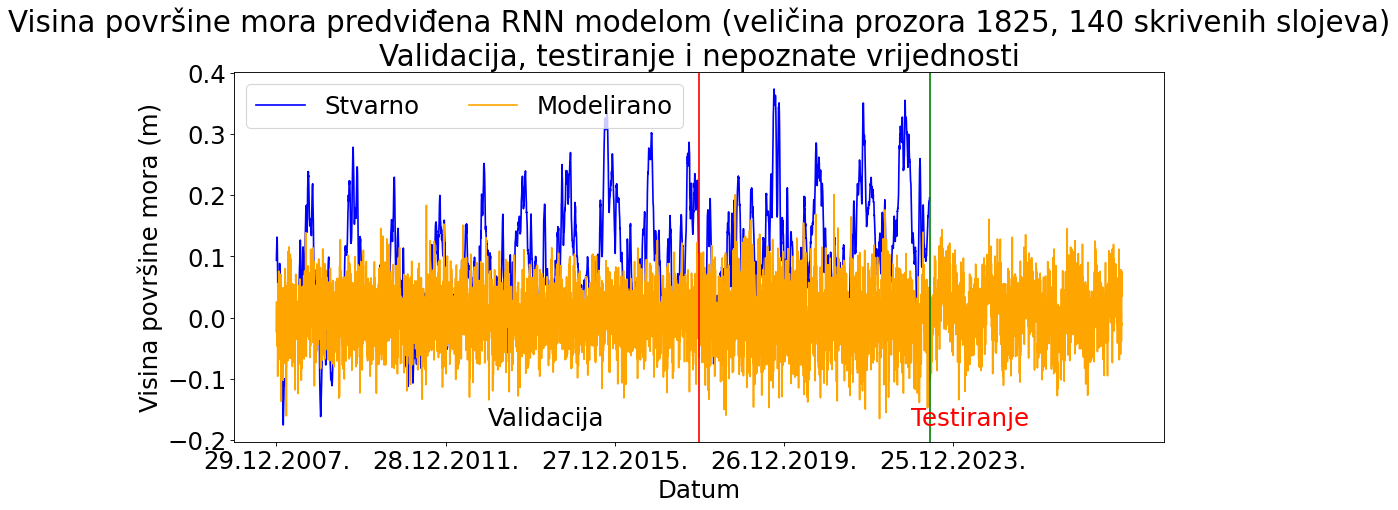 Visina površine mora predviđena RNN modelom (veličina prozora 1825, 140 skrivenih slojeva)
Validacija, testiranje i nepoznate vrijednosti
Stvarno
Modelirano
Visina površine mora (m)
0.4
0.3
0.2
0.1
0.0
−0.1
−0.2
Validacija
Testiranje
29.12.2007.
28.12.2011.
27.12.2015.
26.12.2019.
25.12.2023.
Datum